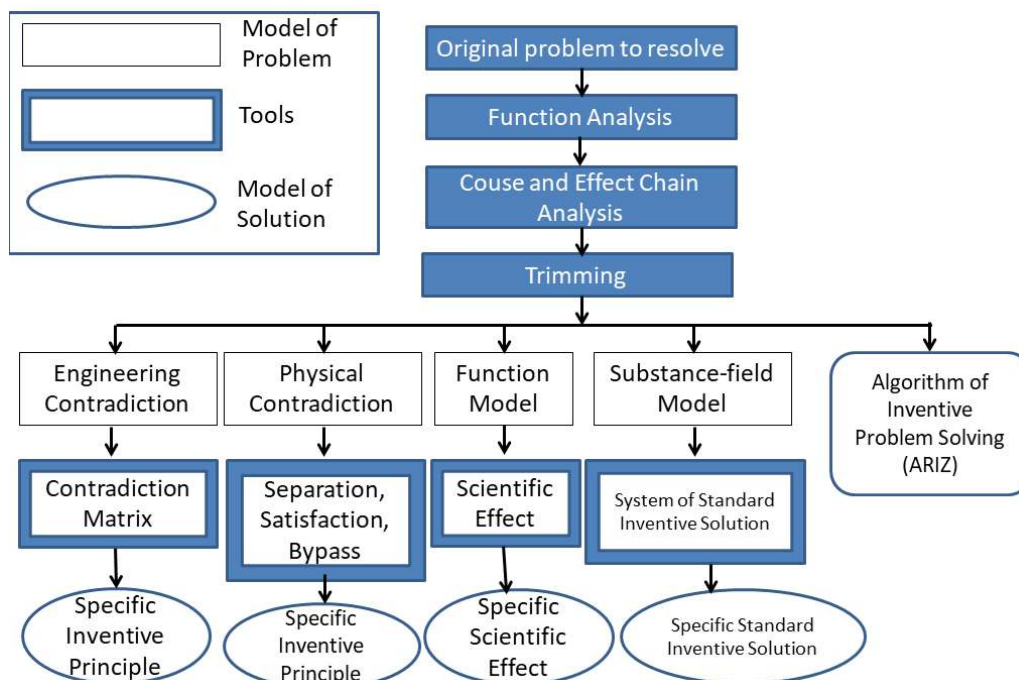 Model of
Problem
Tools
Model of
Solution
Original problem to resolve
Function Analysis
Couse and Effect Chain
Analysis
Trimming
Engineering
Contradiction
Physical
Contradiction
Function
Model
Substance-field
Model
Algorithm of
Inventive
Problem Solving
(ARIZ)
Contradiction
Matrix
Separation,
Satisfaction,
Bypass
Scientific
Effect
System of Standard
Inventive Solution
Specific
Inventive
Principle
Specific
Inventive
Principle
Specific
Scientific
Effect
Specific Standard
Inventive Solution